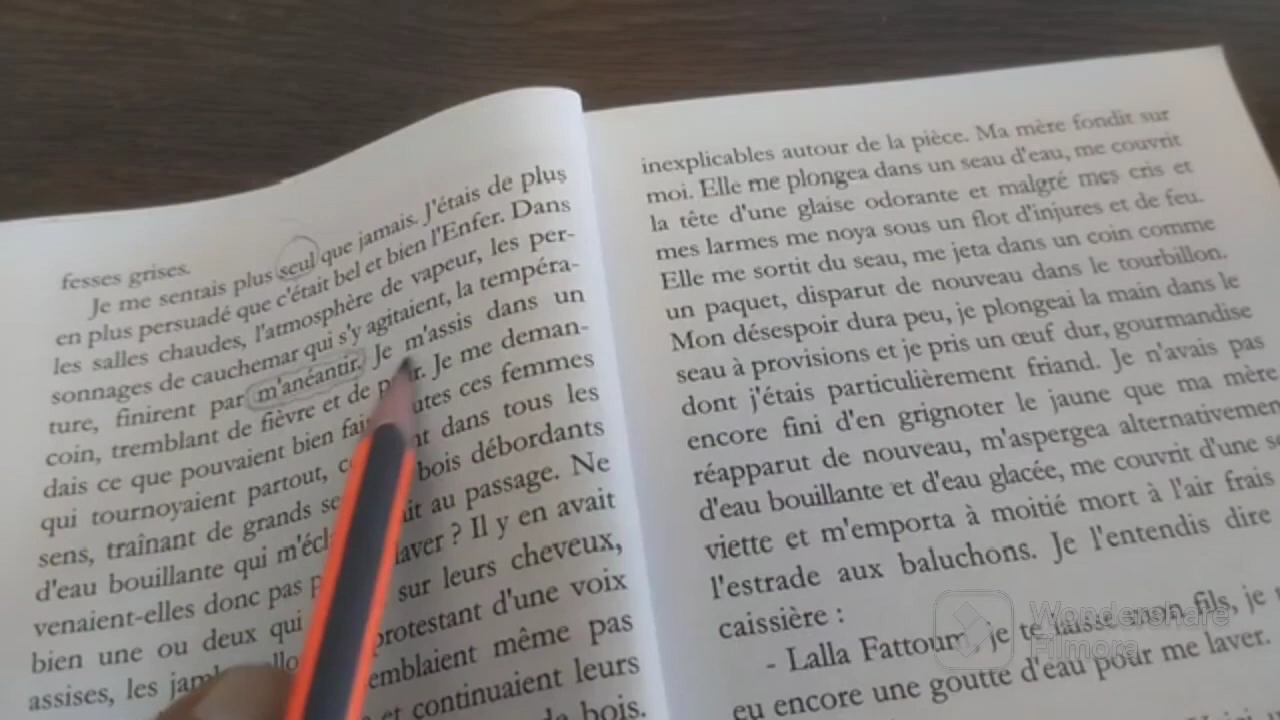 fesses grises.
Je me sentais plus seul que jamais. J'étais de plus
en plus persuadé que c'était bel et bien l'Enfer. Dans
les salles chaudes, l'atmosphère de vapeur, les per-
sonnages de cauchemar qui s'y agitaient, la tempéra-
ture, finirent par m'anéantir. Je m'assis dans un
coin, tremblant de fièvre et de Je me deman-
dais ce que pouvaient bien ces femmes
qui tournoyaient partout, dans tous les
sens, traînant de grands bois débordants
d'eau bouillante qui au passage. Ne
venaient-elles donc pas laver ? Il y en avait
bien une ou deux qui sur leurs cheveux,
assises, les protestant d'une voix
même pas
et continuaient leurs
de bois.
inexplicables autour de la pièce. Ma mère fondit sur
moi. Elle me plongea dans un seau d'eau, me couvrit
la tête d'une glaise odorante et malgré mes cris et
mes larmes me noya sous un flot d'injures et de feu.
Elle me sortit du seau, me jeta dans un coin comme
un paquet, disparut de nouveau dans le tourbillon.
Mon désespoir dura peu, je plongeai la main dans le
seau à provisions et je pris un œuf dur, gourmandise
dont j'étais particulièrement friand. Je n'avais pas
encore fini d'en grignoter le jaune que ma mère
réapparut de nouveau, m'aspergea alternativement
d'eau bouillante et d'eau glacée, me couvrit d'une
viette et m'emporta à moitié mort à l'air frais
l'estrade aux baluchons. Je l'entendis dire
caissière :
- Lalla Fattoum, je te laisse mon fils, je
eu encore une goutte d'eau pour me laver.
Wondershare
Filmora